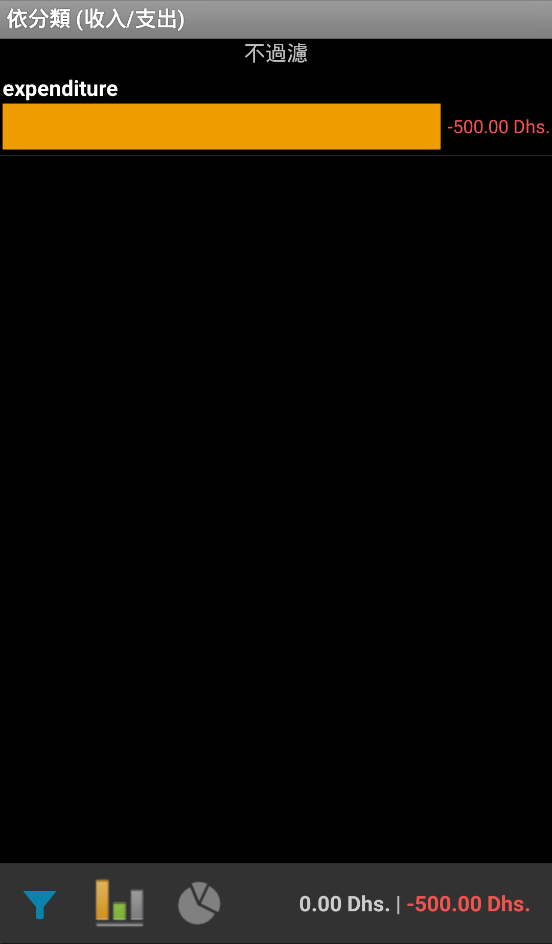 依分類 (收入/支出)
不過濾
expenditure
-500.00 Dhs.
0.00 Dhs. | -500.00 Dhs.